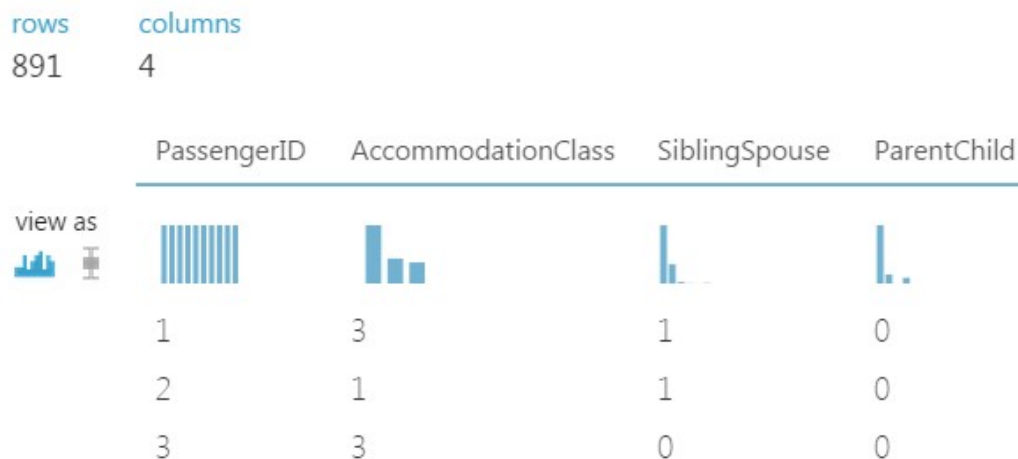 rows columns
891 4
PassengerID AccommodationClass SiblingSpouse ParentChild
view as
1 3 1 0
2 1 1 0
3 3 0 0